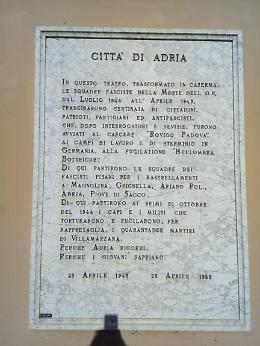 CITTA' DI ADRIA
IN QUESTO TEATRO, TRASFORMATO IN CASERMA,
LE SQUADRE FASCISTE DELLA MORTE DELL'O.P.
DAL LUGLIO 1944 ALL' APRILE 1945,
TRASCINARONO CENTINAIA DI CITTADINI,
PATRIOTI, PARTIGIANI ED ANTIFASCISTI,
CHE, DOPO INTERROGATORI E SEVIZIE, FURONO
AVVIATI AL CARCERE "ROVIGO PADOVA",
AI CAMPI DI LAVORO E DI STERMINIO IN
GERMANIA, ALLA FUCILAZIONE "BELLOMBRA
BOTTRIGHE".
DI QUI PARTIRONO LE SQUADRE DEI
FASCISTI PISANI PER I RASTRELLAMENTI
A MAGNOLINA, GRIGNELLA, ARIANO POL.,
ADRIA, PIOVE DI SACCO.
DI QUI PARTIRONO AI PRIMI DI OTTOBRE
DEL 1944 I CAPI E I MILITI CHE
TORTURARONO E FUCILARONO, PER
RAPPRESAGLIA, I QUARANTADUE MARTIRI
DI VILLAMARZANA.
PERCHE ADRIA RICORDI.
PERCHE I GIOVANI SAPPIANO.
25 APRILE 1945 25 APRILE 1985